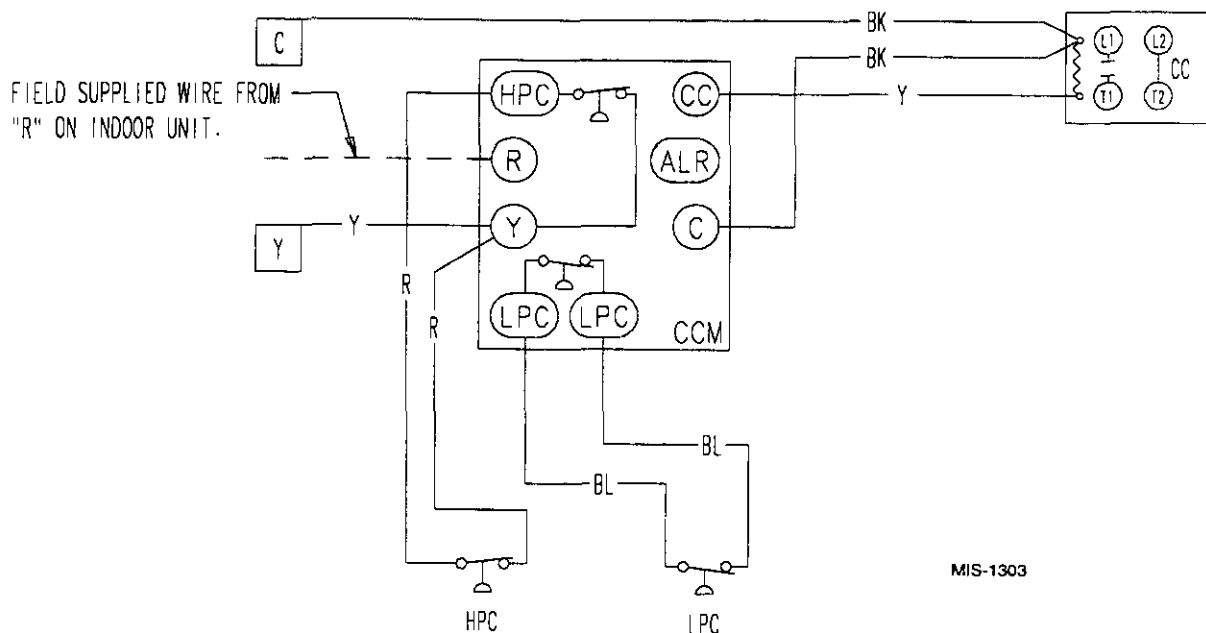 C
BK
BK
L1
L2
CC
T1
T2
FIELD SUPPLIED WIRE FROM
"R" ON INDOOR UNIT.
HPC
CC
Y
R
ALR
Y
Y
Y
C
R
R
LPC
LPC
CCM
BL
BL
HPC
LPC
MIS-1303